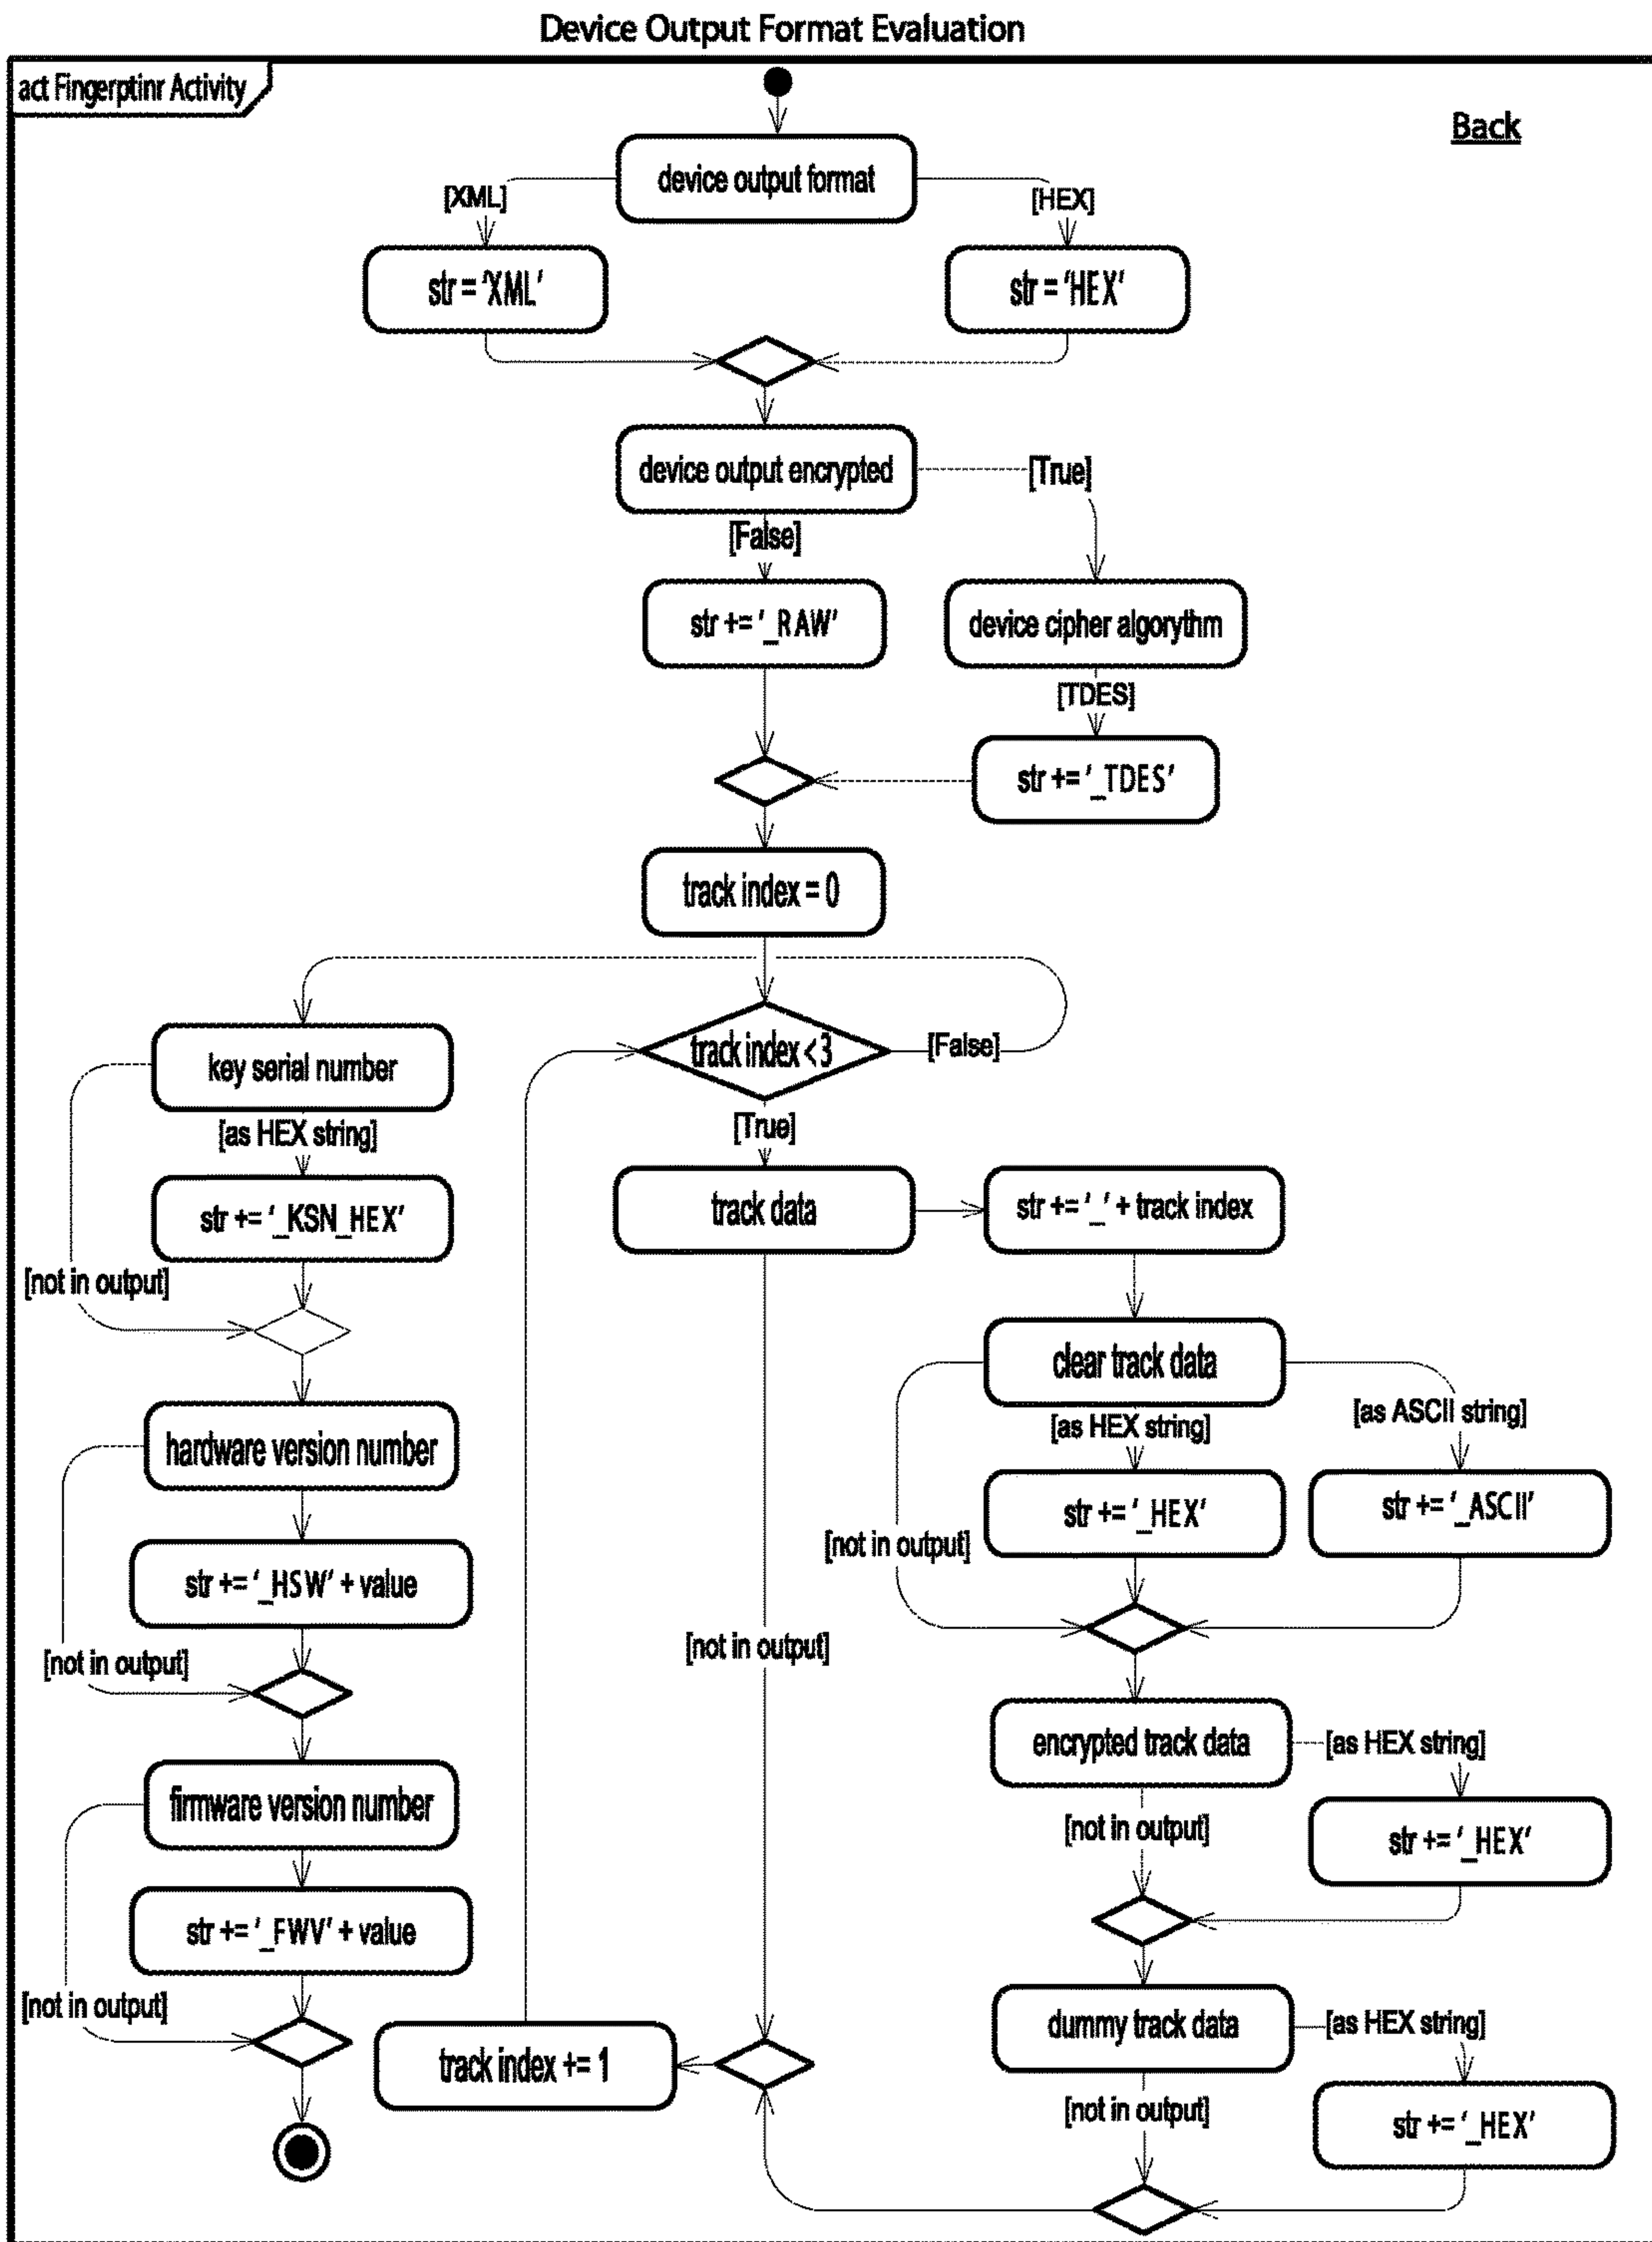 Device Output Format Evaluation
act Fingerptinr Activity
Back
device output format
[XML]
[HEX]
str = 'XML'
str = 'HEX'
device output encrypted
[True]
[False]
str += '_RAW'
device cipher algorythm
[TDES]
str += '_TDES'
track index = 0
key serial number
track index < 3
[False]
[as HEX string]
[True]
str += '_KSN_HEX'
track data
str += '_' + track index
[not in output]
clear track data
[as HEX string]
[as ASCII string]
hardware version number
str += '_HEX'
str += '_ASCII'
[not in output]
str += '_HSW' + value
[not in output]
[not in output]
encrypted track data
[as HEX string]
firmware version number
[not in output]
str += '_HEX'
str += '_FWV' + value
[not in output]
dummy track data
[as HEX string]
track index += 1
[not in output]
str += '_HEX'